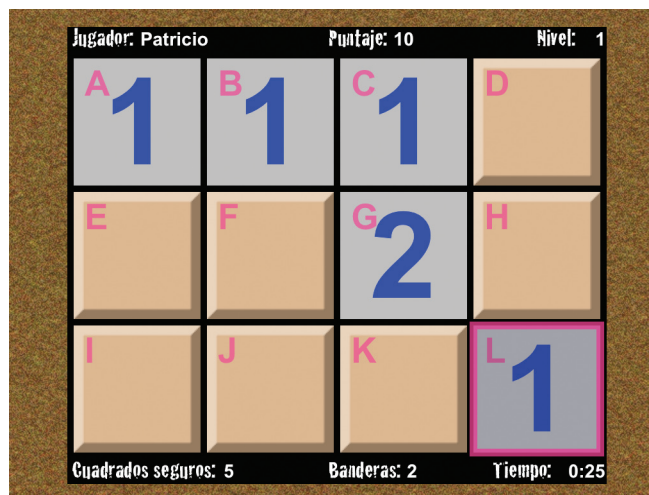 Jugador: Patricio Puntaje: 10 Nivel: 1
A 1 B 1 C 1 D
E F G 2 H
I J K L 1
Cuadrados seguros: 5 Banderas: 2 Tiempo: 0:25